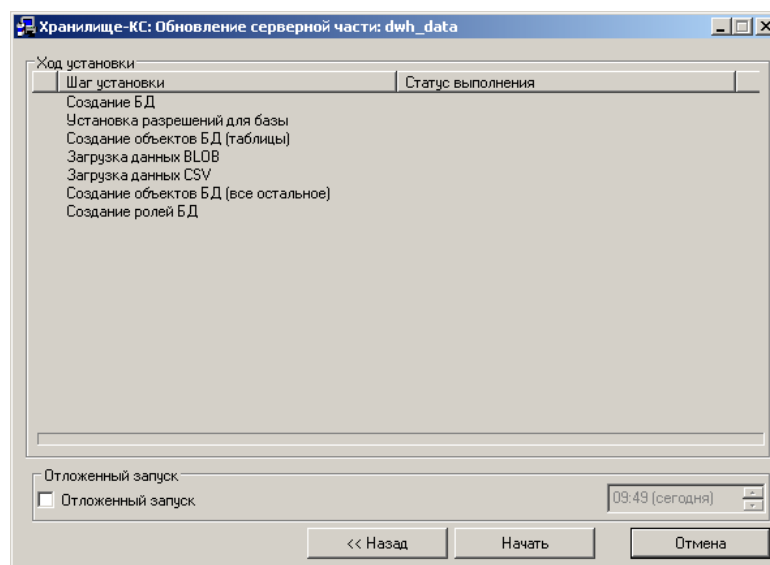 Хранилище-КС: Обновление серверной части: dwh_data
Ход установки
Шаг установки Статус выполнения
Создание БД
Установка разрешений для базы
Создание объектов БД (таблицы)
Загрузка данных BLOB
Загрузка данных CSV
Создание объектов БД (все остальное)
Создание ролей БД
Отложенный запуск
Отложенный запуск 09:49 (сегодня)
<< Назад Начать Отмена